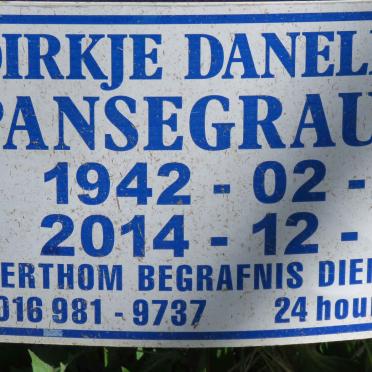 DIRKJE DANEL
PANSEGRAU
1942 - 02 -
2014 - 12 -
ERTHOM BEGRAFNIS DIE
016 981 - 9737 24 hour